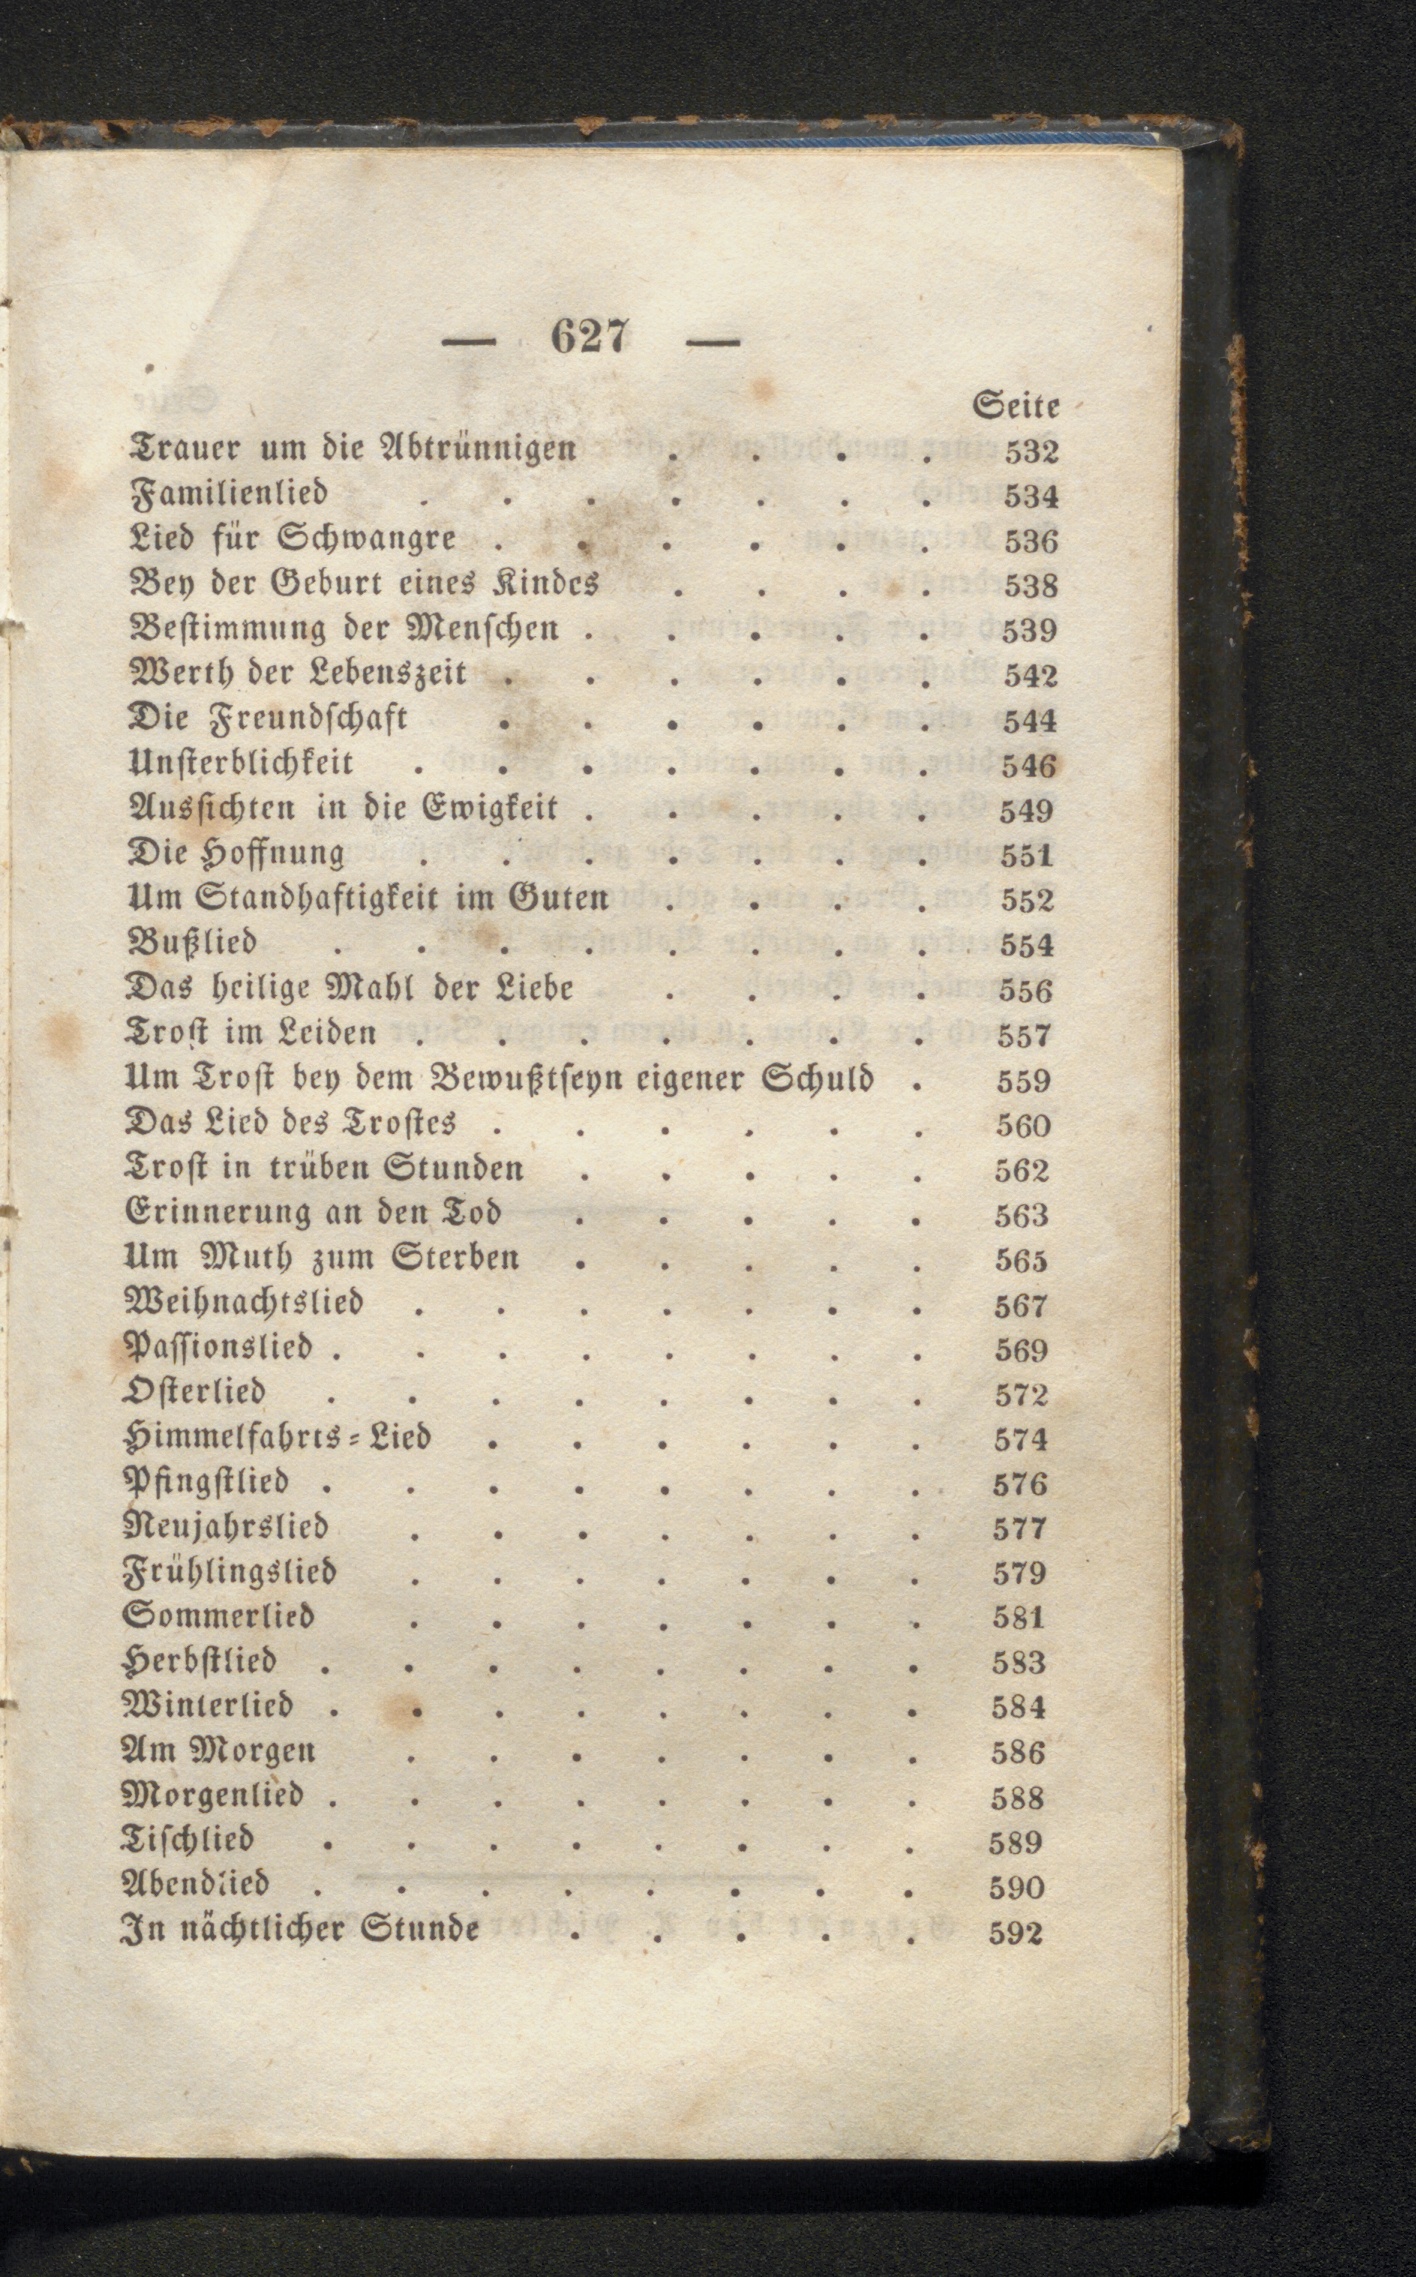 — 627 —
Seite
Trauer um die Abtrünnigen . . . . 532
Familienlied . . . . . . . 534
Lied für Schwangre . . . . . . 536
Bey der Geburt eines Kindes . . . . 538
Beſtimmung der Menſchen . . . . . 539
Werth der Lebenszeit . . . . . . 542
Die Freundſchaft . . . . . . 544
Unſterblichkeit . . . . . . . 546
Ausſichten in die Ewigkeit . . . . . 549
Die Hoffnung . . . . . . . 551
Um Standhaftigkeit im Guten . . . . 552
Bußlied . . . . . . . . 554
Das heilige Mahl der Liebe . . . . 556
Troſt im Leiden . . . . . . . 557
Um Troſt bey dem Bewußtſeyn eigener Schuld . 559
Das Lied des Troſtes . . . . . . 560
Troſt in trüben Stunden . . . . . 562
Erinnerung an den Tod . . . . . 563
Um Muth zum Sterben . . . . . 565
Weihnachtslied . . . . . . . 567
Paſſionslied . . . . . . . . 569
Oſterlied . . . . . . . . 572
Himmelfahrts-Lied . . . . . . 574
Pfingſtlied . . . . . . . . 576
Neujahrslied . . . . . . . 577
Frühlingslied . . . . . . . 579
Sommerlied . . . . . . . 581
Herbſtlied . . . . . . . . 583
Winterlied . . . . . . . . 584
Am Morgen . . . . . . . 586
Morgenlied . . . . . . . . 588
Tiſchlied . . . . . . . . 589
Abendlied . . . . . . . . 590
In nächtlicher Stunde . . . . . 592